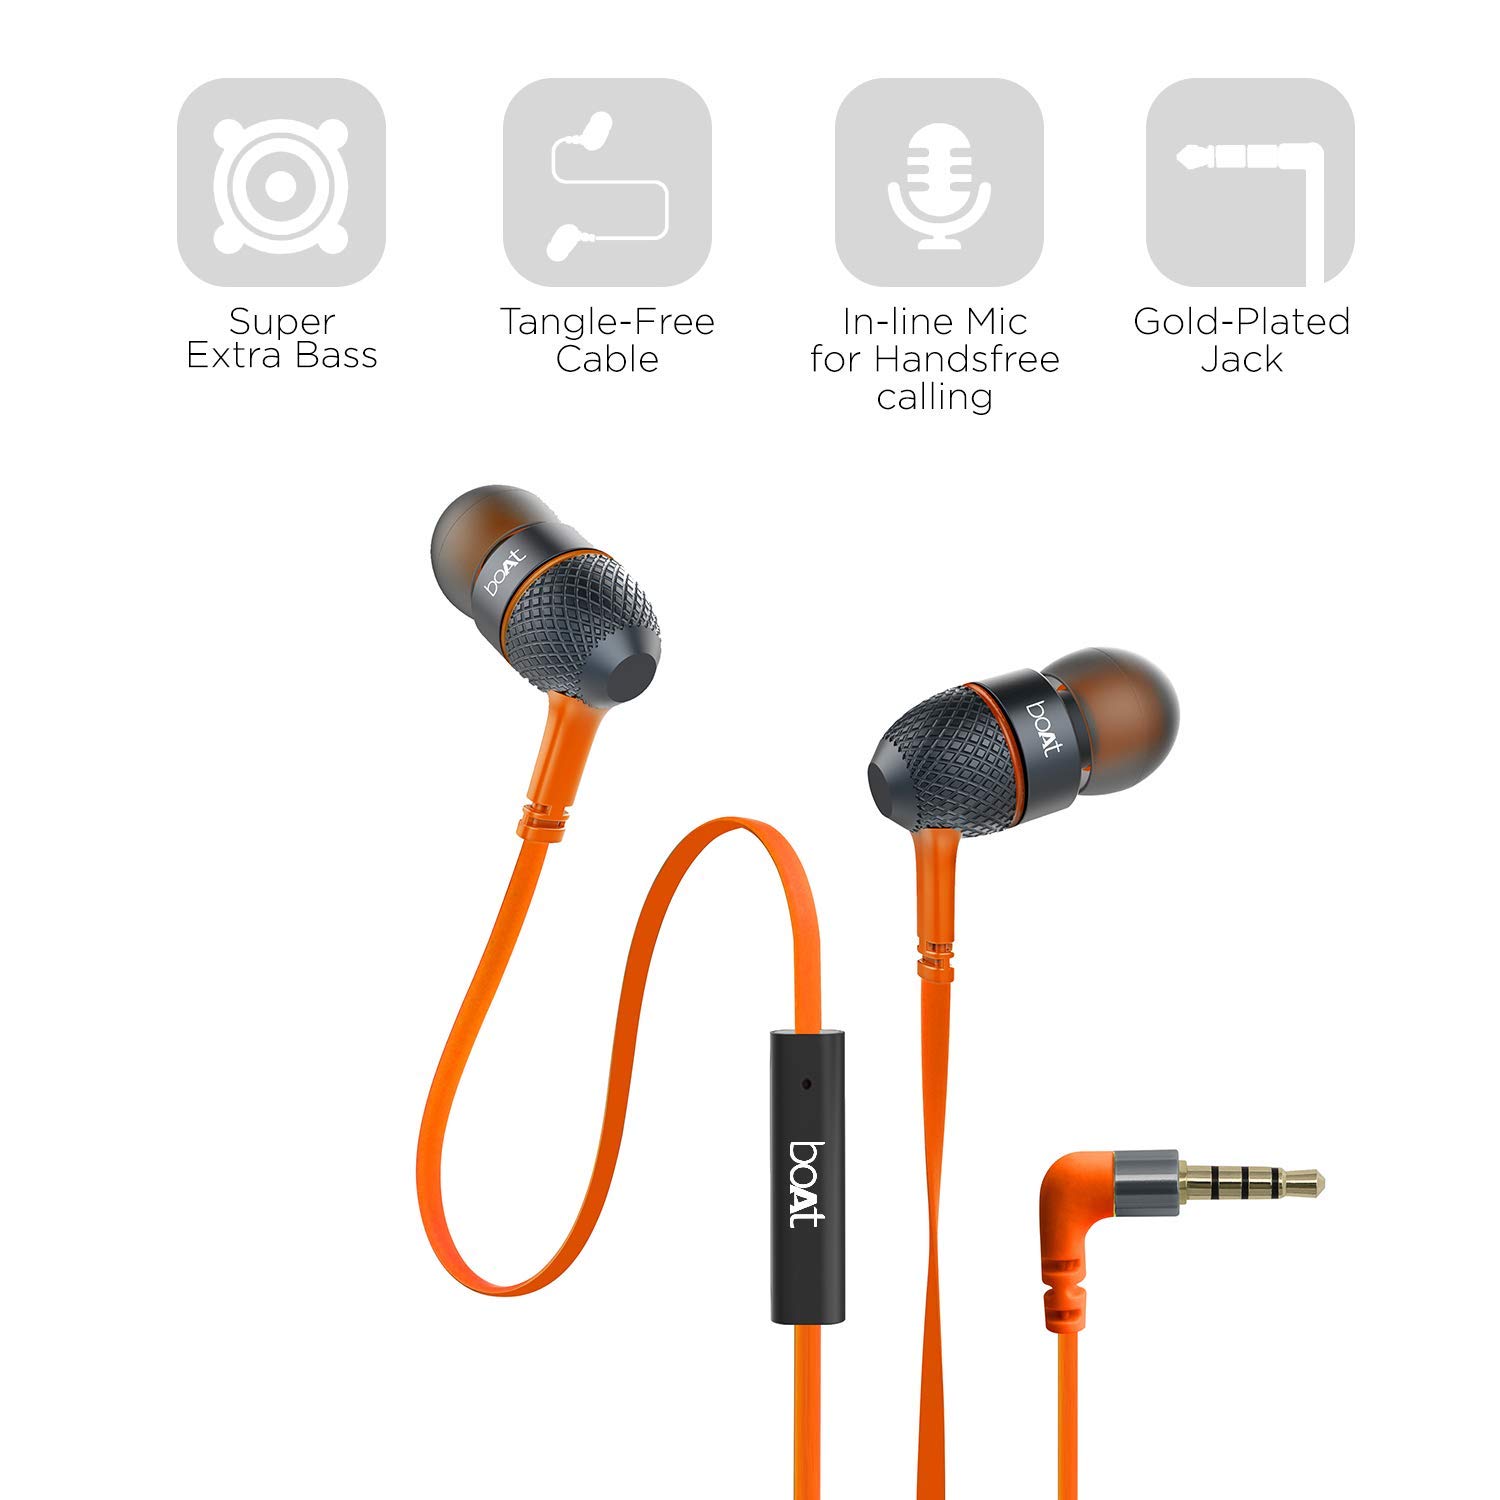 Super
Extra Bass
Tangle-Free
Cable
In-line Mic
for Handsfree
calling
Gold-Plated
Jack
boAt
boAt
boAt